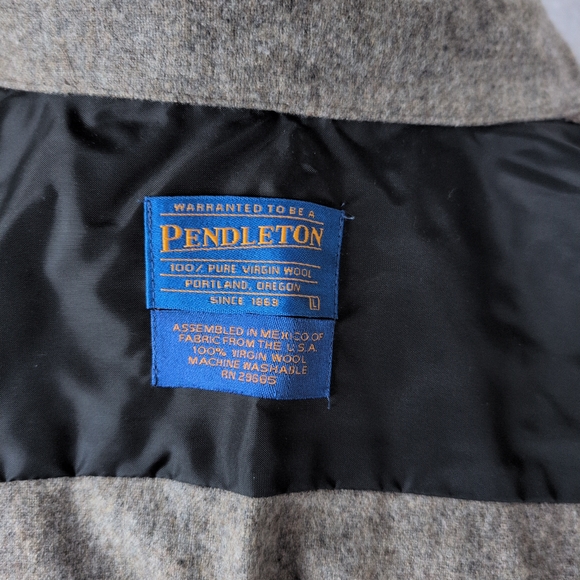 WARRANTED TO BE A
PENDLETON
100% PURE VIRGIN WOOL
PORTLAND, OREGON
SINCE 1863 L
ASSEMBLED IN MEXICO OF
FABRIC FROM THE U.S.A.
100% VIRGIN WOOL
MACHINE WASHABLE
RN 29685